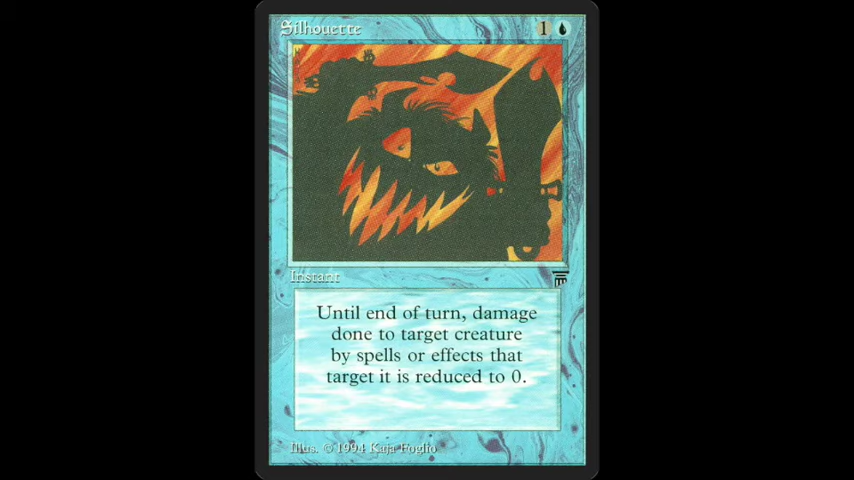 Silhouette 1
Instant
Until end of turn, damage
done to target creature
by spells or effects that
target it is reduced to 0.
Illus. © 1994 Kaja Foglio